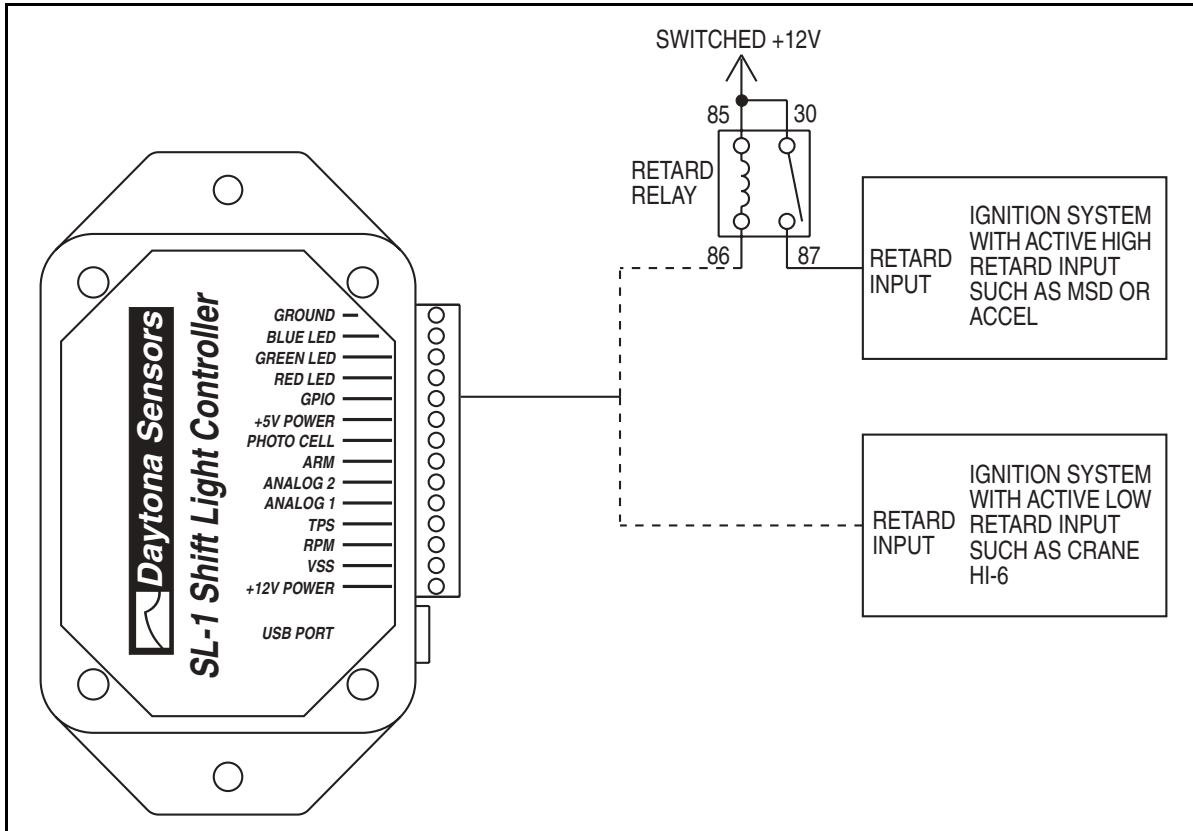 SWITCHED +12V
85
30
RETARD
RELAY
86
87
RETARD
INPUT
IGNITION SYSTEM
WITH ACTIVE HIGH
RETARD INPUT
SUCH AS MSD OR
ACCEL
Daytona Sensors
SL-1 Shift Light Controller
GROUND
BLUE LED
GREEN LED
RED LED
GPIO
+5V POWER
PHOTO CELL
ARM
ANALOG 2
ANALOG 1
TPS
RPM
VSS
+12V POWER
USB PORT
RETARD
INPUT
IGNITION SYSTEM
WITH ACTIVE LOW
RETARD INPUT
SUCH AS CRANE
HI-6